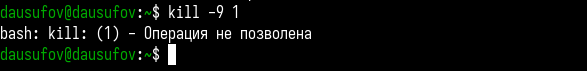 dausufov@dausufov:~$ kill -9 1
bash: kill: (1) - Операция не позволена
dausufov@dausufov:~$